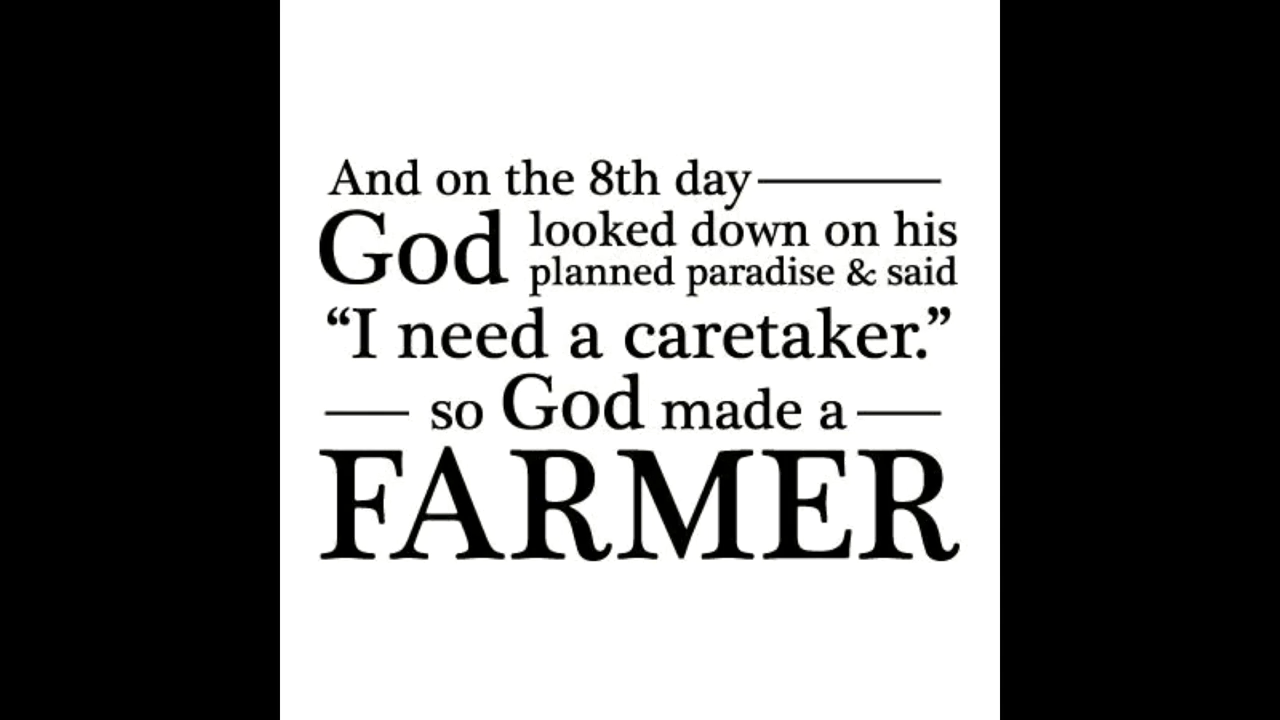 And on the 8th day
God looked down on his
planned paradise & said
“I need a caretaker.”
so God made a
FARMER